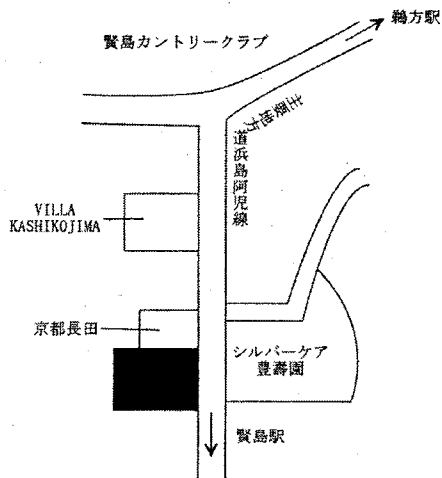 鵜方駅
賢島カントリークラブ
主要地方
道浜島阿児線
VILLA
KASHIKOJIMA
京都長田
シルバーケア
豊壽園
賢島駅